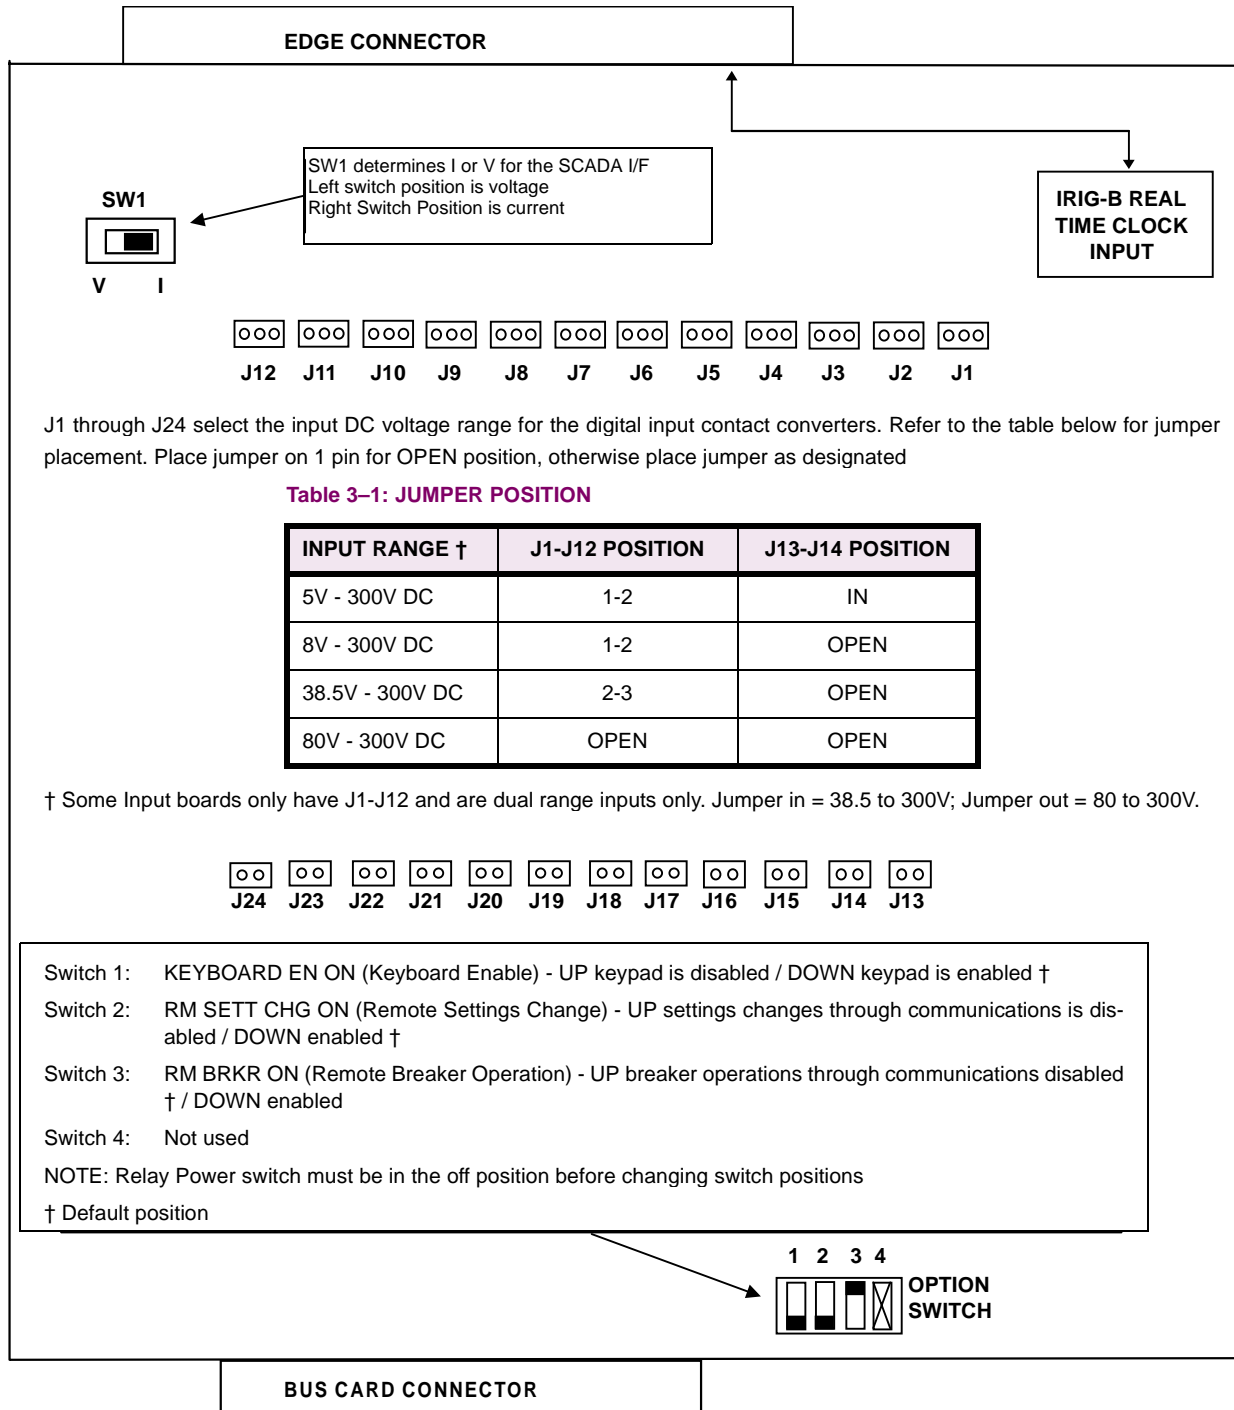 EDGE CONNECTOR
SW1 determines I or V for the SCADA I/F
Left switch position is voltage
Right Switch Position is current
SW1
V I
IRIG-B REAL
TIME CLOCK
INPUT
J12 J11 J10 J9 J8 J7 J6 J5 J4 J3 J2 J1
J1 through J24 select the input DC voltage range for the digital input contact converters. Refer to the table below for jumper
placement. Place jumper on 1 pin for OPEN position, otherwise place jumper as designated
Table 3–1: JUMPER POSITION
INPUT RANGE † J1-J12 POSITION J13-J14 POSITION
5V - 300V DC 1-2 IN
8V - 300V DC 1-2 OPEN
38.5V - 300V DC 2-3 OPEN
80V - 300V DC OPEN OPEN
† Some Input boards only have J1-J12 and are dual range inputs only. Jumper in = 38.5 to 300V; Jumper out = 80 to 300V.
J24 J23 J22 J21 J20 J19 J18 J17 J16 J15 J14 J13
Switch 1: KEYBOARD EN ON (Keyboard Enable) - UP keypad is disabled / DOWN keypad is enabled †
Switch 2: RM SETT CHG ON (Remote Settings Change) - UP settings changes through communications is dis-
abled / DOWN enabled †
Switch 3: RM BRKR ON (Remote Breaker Operation) - UP breaker operations through communications disabled
† / DOWN enabled
Switch 4: Not used
NOTE: Relay Power switch must be in the off position before changing switch positions
† Default position
1 2 3 4
OPTION
SWITCH
BUS CARD CONNECTOR